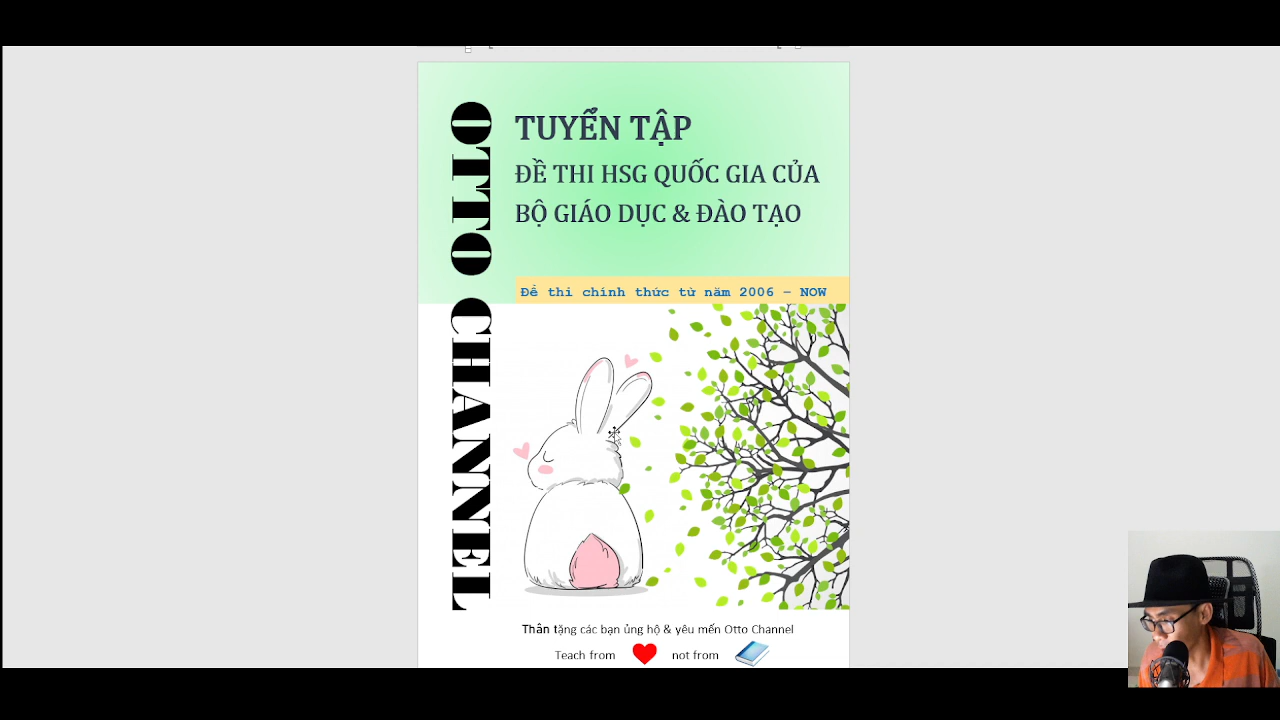 OTTO CHANNEL
TUYỂN TẬP
ĐỀ THI HSG QUỐC GIA CỦA
BỘ GIÁO DỤC & ĐÀO TẠO
Đề thi chính thức từ năm 2006 – NOW
Thân tặng các bạn ủng hộ & yêu mến Otto Channel
Teach from not from